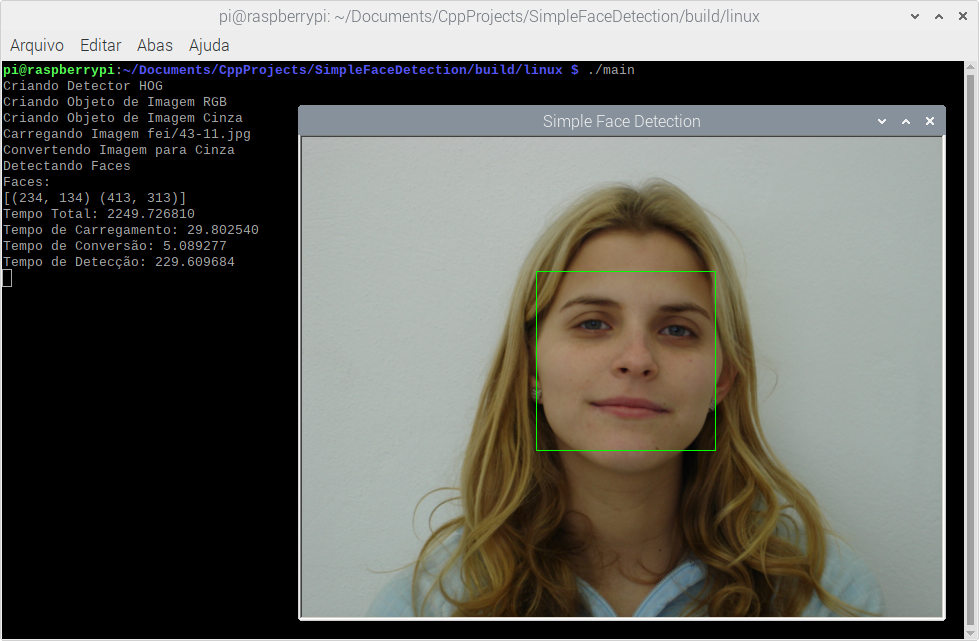 pi@raspberrypi: ~/Documents/CppProjects/SimpleFaceDetection/build/linux
Arquivo Editar Abas Ajuda
pi@raspberrypi:~/Documents/CppProjects/SimpleFaceDetection/build/linux $ ./main
Criando Detector HOG
Criando Objeto de Imagem RGB
Criando Objeto de Imagem Cinza
Carregando Imagem fei/43-11.jpg
Convertendo Imagem para Cinza
Detectando Faces
Faces:
[(234, 134) (413, 313)]
Tempo Total: 2249.726810
Tempo de Carregamento: 29.802540
Tempo de Conversão: 5.089277
Tempo de Detecção: 229.609684
Simple Face Detection